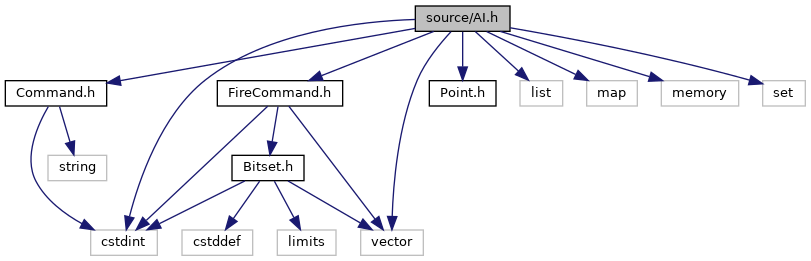 source/AI.h
Command.h
FireCommand.h
Point.h
list
map
memory
set
string
Bitset.h
cstdint
cstddef
limits
vector